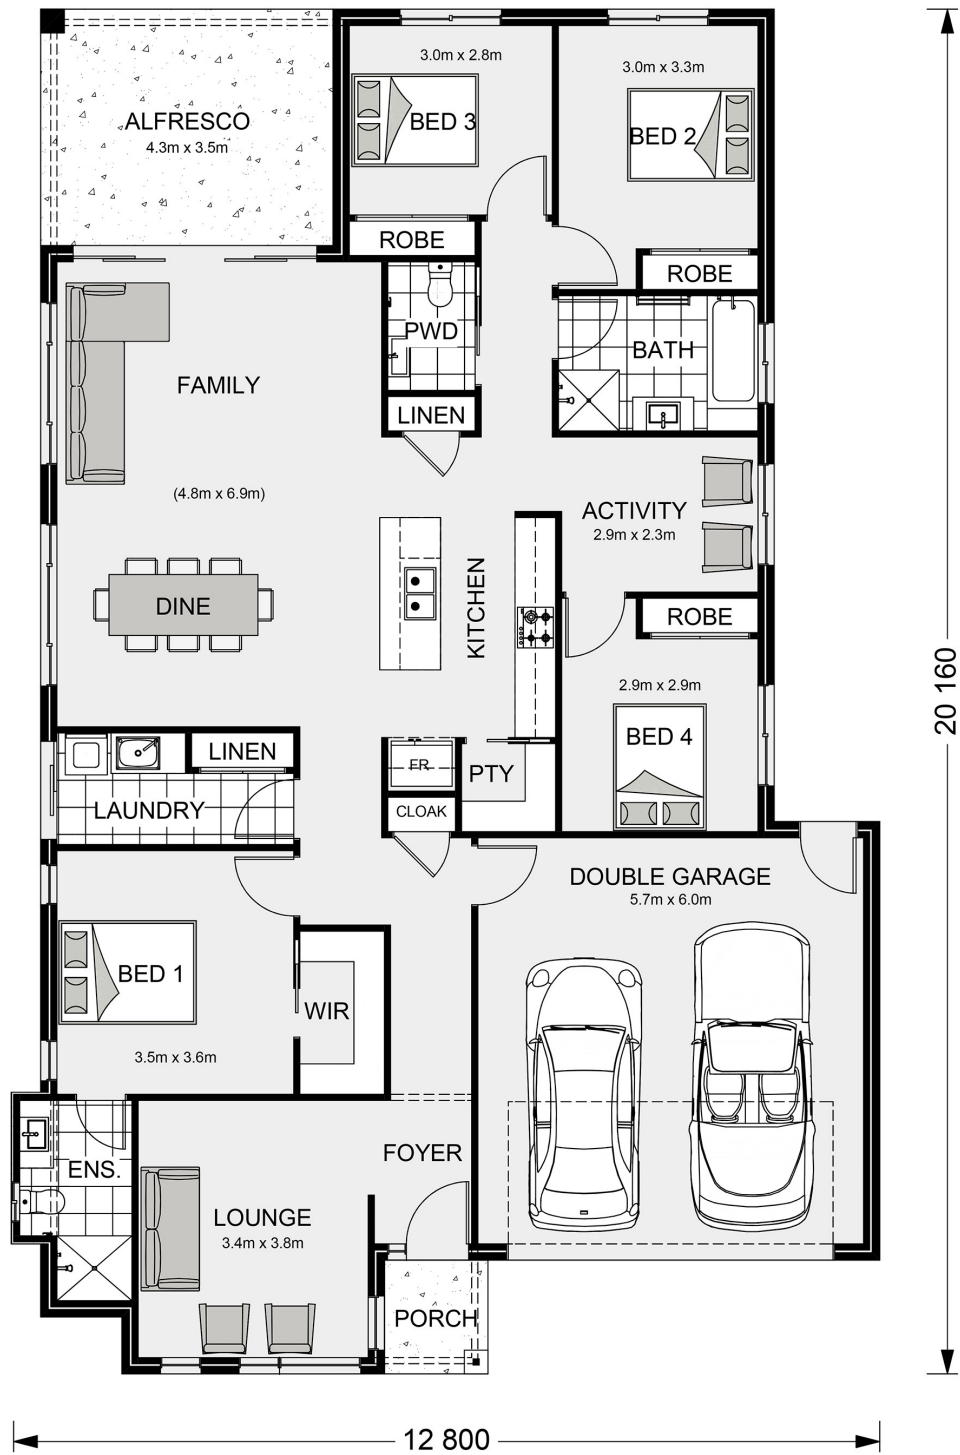 3.0m x 2.8m
BED 3
3.0m x 3.3m
BED 2
ALFRESCO
4.3m x 3.5m
ROBE
ROBE
PWD
BATH
FAMILY
LINEN
(4.8m x 6.9m)
ACTIVITY
2.9m x 2.3m
KITCHEN
DINE
ROBE
2.9m x 2.9m
BED 4
20 160
LINEN
FR
PTY
LAUNDRY
CLOAK
DOUBLE GARAGE
5.7m x 6.0m
BED 1
WIR
3.5m x 3.6m
FOYER
ENS.
LOUNGE
3.4m x 3.8m
PORCH
12 800